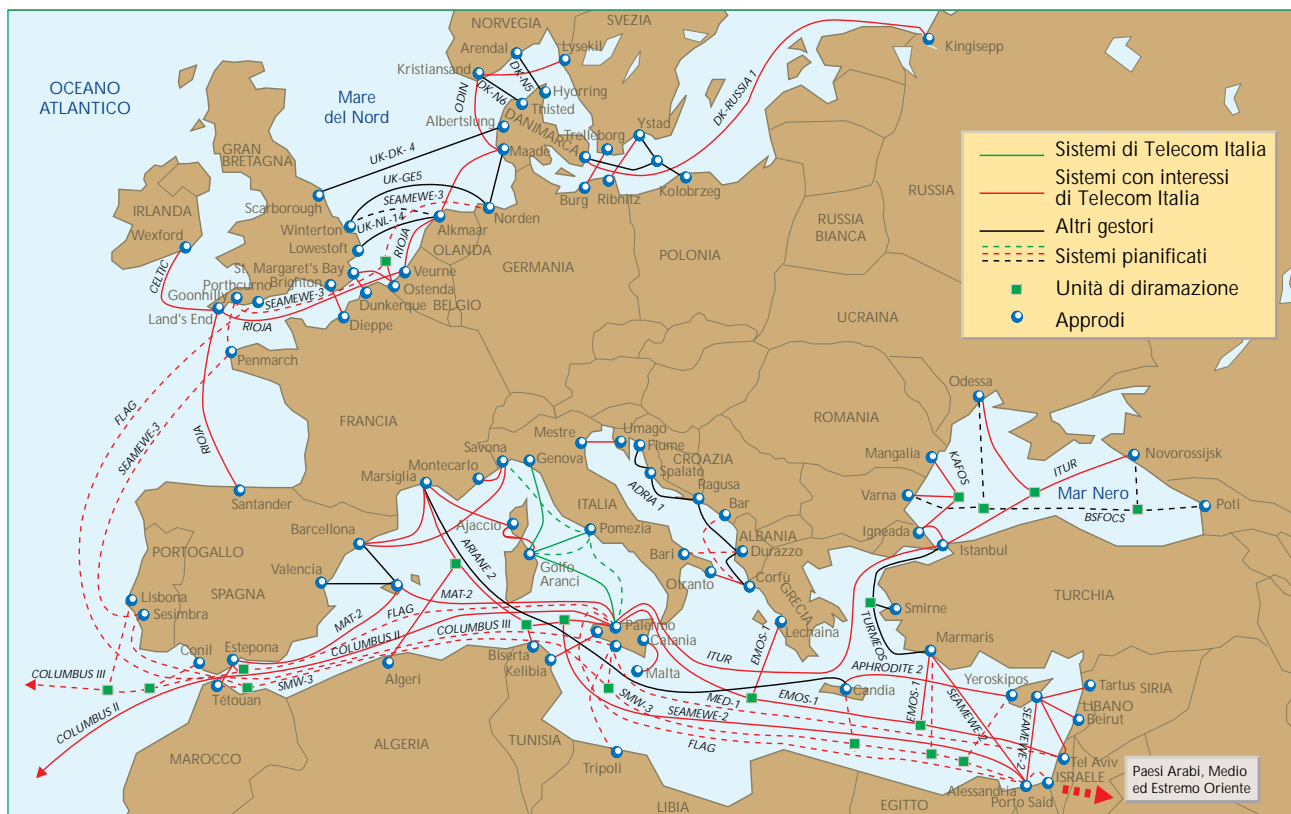 NORVEGIA
SVEZIA
Arendal
Lysekil
Kingisepp
Kristiansand
OCEANO
ATLANTICO
Mare
del Nord
ODIN
DK-N5
DK-N6
Hyorring
Thisted
DK-RUSSIA 1
Albertslung
DANIMARCA
Trelleborg
Ystad
Maade
GRAN
BRETAGNA
UK-DK- 4
UK-GE5
SEAMEWE-3
UK-NL-14
Scarborough
Winterton
Lowestoft
Norden
Burg
Ribnitz
Kolobrzeg
Alkmaar
RIOJA
OLANDA
IRLANDA
Wexford
CELTIC
St. Margaret's Bay
Porthcurno
Brighton
Goonhilly
SEAMEWE-3
Land's End
RIOJA
Veurne
Ostenda
Dunkerque
BELGIO
Dieppe
Penmarch
GERMANIA
POLONIA
RUSSIA
RUSSIA
BIANCA
UCRAINA
Sistemi di Telecom Italia
Sistemi con interessi
di Telecom Italia
Altri gestori
Sistemi pianificati
Unità di diramazione
Approdi
FLAG
SEAMEWE-3
RIOJA
FRANCIA
Santander
Odessa
ROMANIA
Mangalia
KAFOS
ITUR
Novorossijsk
Varna
Mar Nero
BSFOCS
Poti
Igneada
Istanbul
Mestre
Umago
Fiume
Savona
Genova
Montecarlo
Marsiglia
CROAZIA
Spalato
Ragusa
ADRIA 1
Bar
ITALIA
Ajaccio
Pomezia
ALBANIA
Bari
Durazzo
Golfo
Aranci
Otranto
Corfù
GRECIA
Lechaina
Barcellona
ARIANE 2
PORTOGALLO
SPAGNA
Valencia
Lisbona
Sesimbra
MAT-2
FLAG
MAT-2
COLUMBUS II
COLUMBUS III
Estepona
Conil
Tétouan
SMW-3
COLUMBUS III
COLUMBUS II
Algeri
Biserta
Kelibia
Palermo
Catania
Malta
EMOS-1
ITUR
Smirne
TURMEOS
TURCHIA
Marmaris
APHRODITE 2
Yeroskipos
Candia
MED-1
EMOS-1
EMOS-1
SMW-3
SEAMEWE-2
FLAG
SEAMEWE-2
SEAMEWE-2
Tartus
SIRIA
LIBANO
Beirut
Tel Aviv
ISRAELE
Alessandria
Porto Said
MAROCCO
ALGERIA
TUNISIA
Tripoli
LIBIA
EGITTO
Paesi Arabi, Medio
ed Estremo Oriente